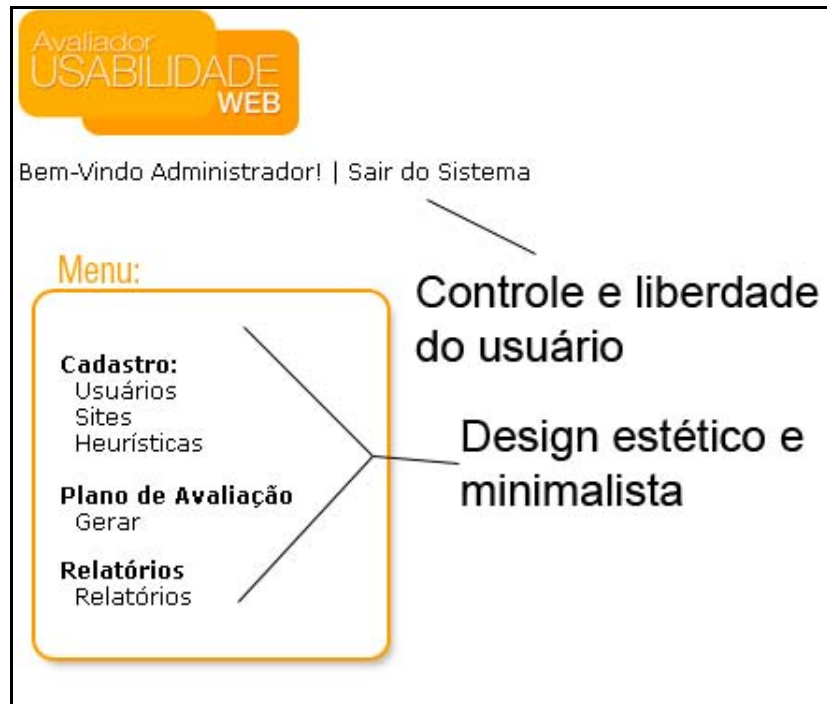 Avaliador
USABILIDADE
WEB
Bem-Vindo Administrador! | Sair do Sistema
Menu:
Controle e liberdade
do usuário
Cadastro:
Usuários
Sites
Heurísticas
Design estético e
minimalista
Plano de Avaliação
Gerar
Relatórios
Relatórios